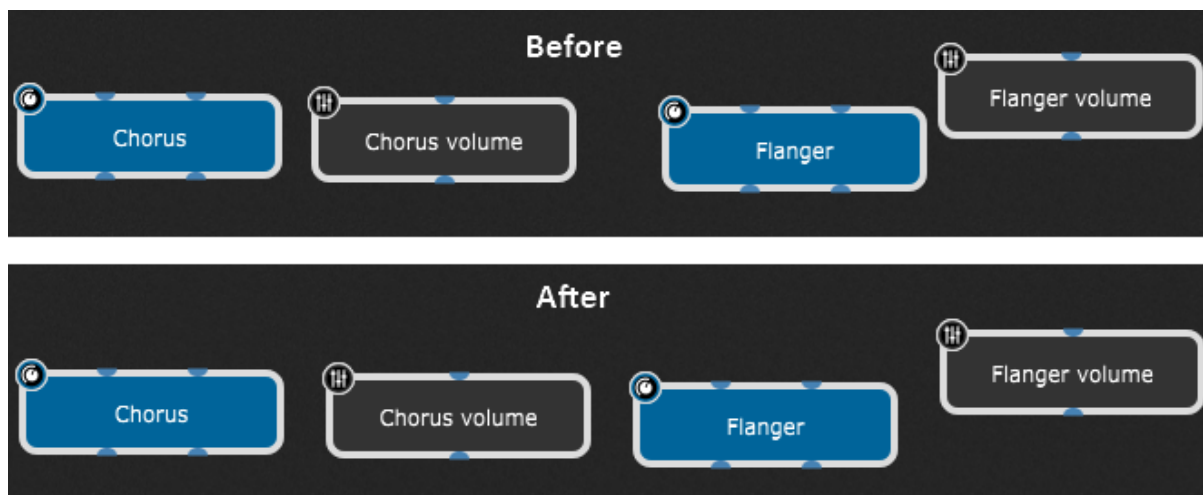 Before
Chorus
Chorus volume
Flanger
Flanger volume
After
Chorus
Chorus volume
Flanger
Flanger volume